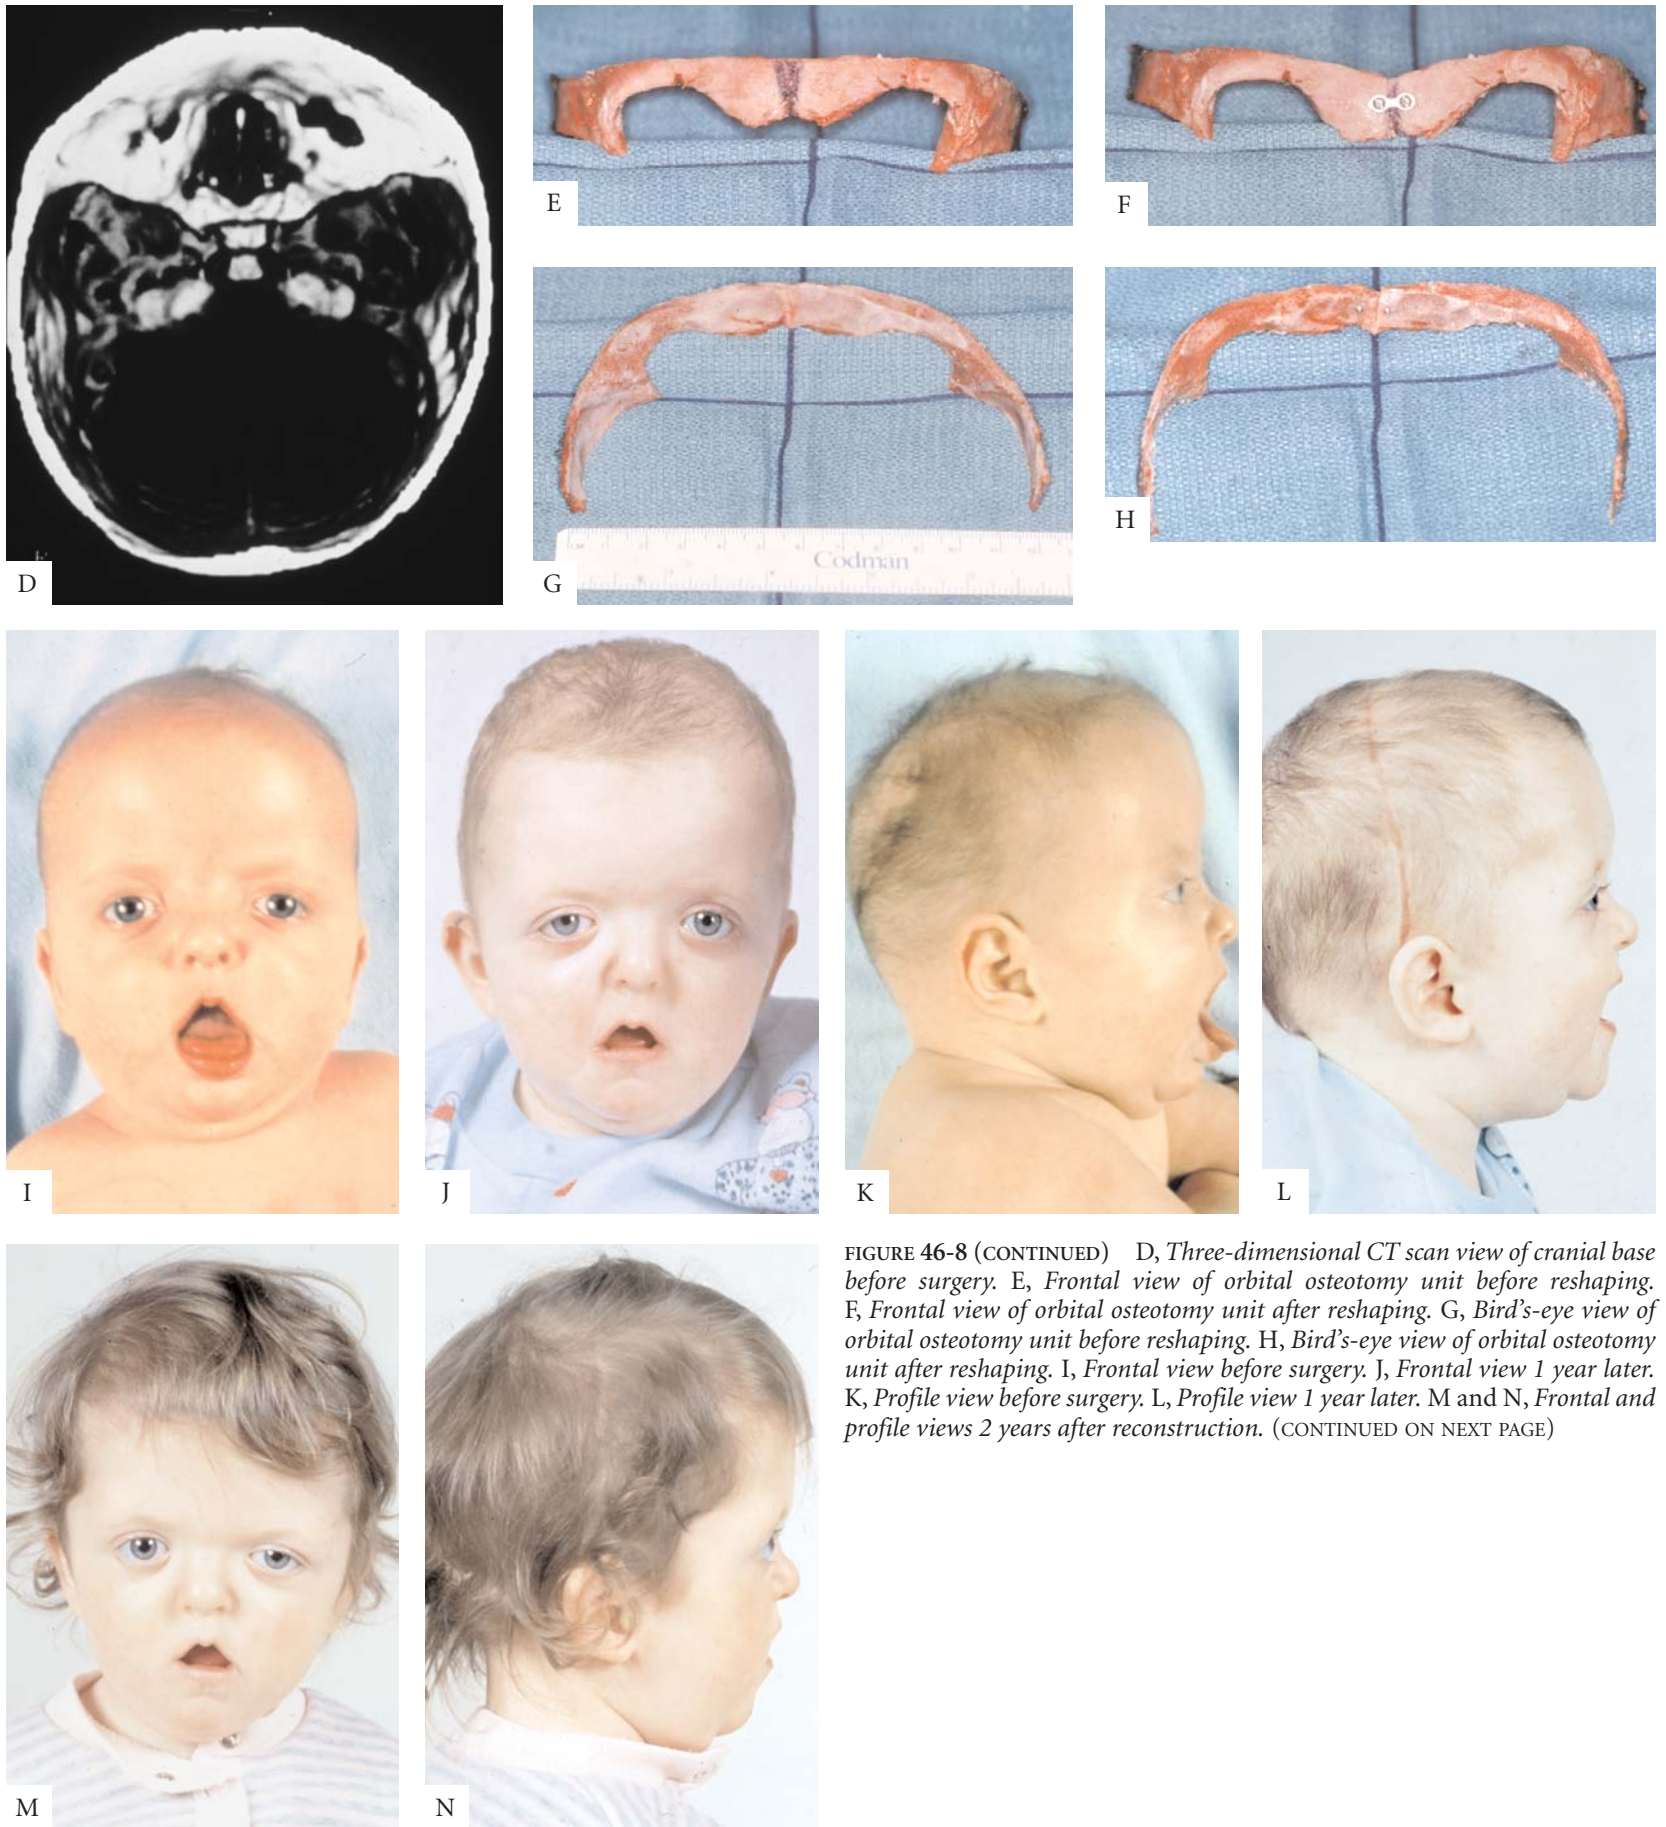 D
E
F
G
Codman
H
I
J
K
L
M
N
FIGURE 46-8 (CONTINUED) D, Three-dimensional CT scan view of cranial base
before surgery. E, Frontal view of orbital osteotomy unit before reshaping.
F, Frontal view of orbital osteotomy unit after reshaping. G, Bird's-eye view of
orbital osteotomy unit before reshaping. H, Bird's-eye view of orbital osteotomy
unit after reshaping. I, Frontal view before surgery. J, Frontal view 1 year later.
K, Profile view before surgery. L, Profile view 1 year later. M and N, Frontal and
profile views 2 years after reconstruction. (CONTINUED ON NEXT PAGE)